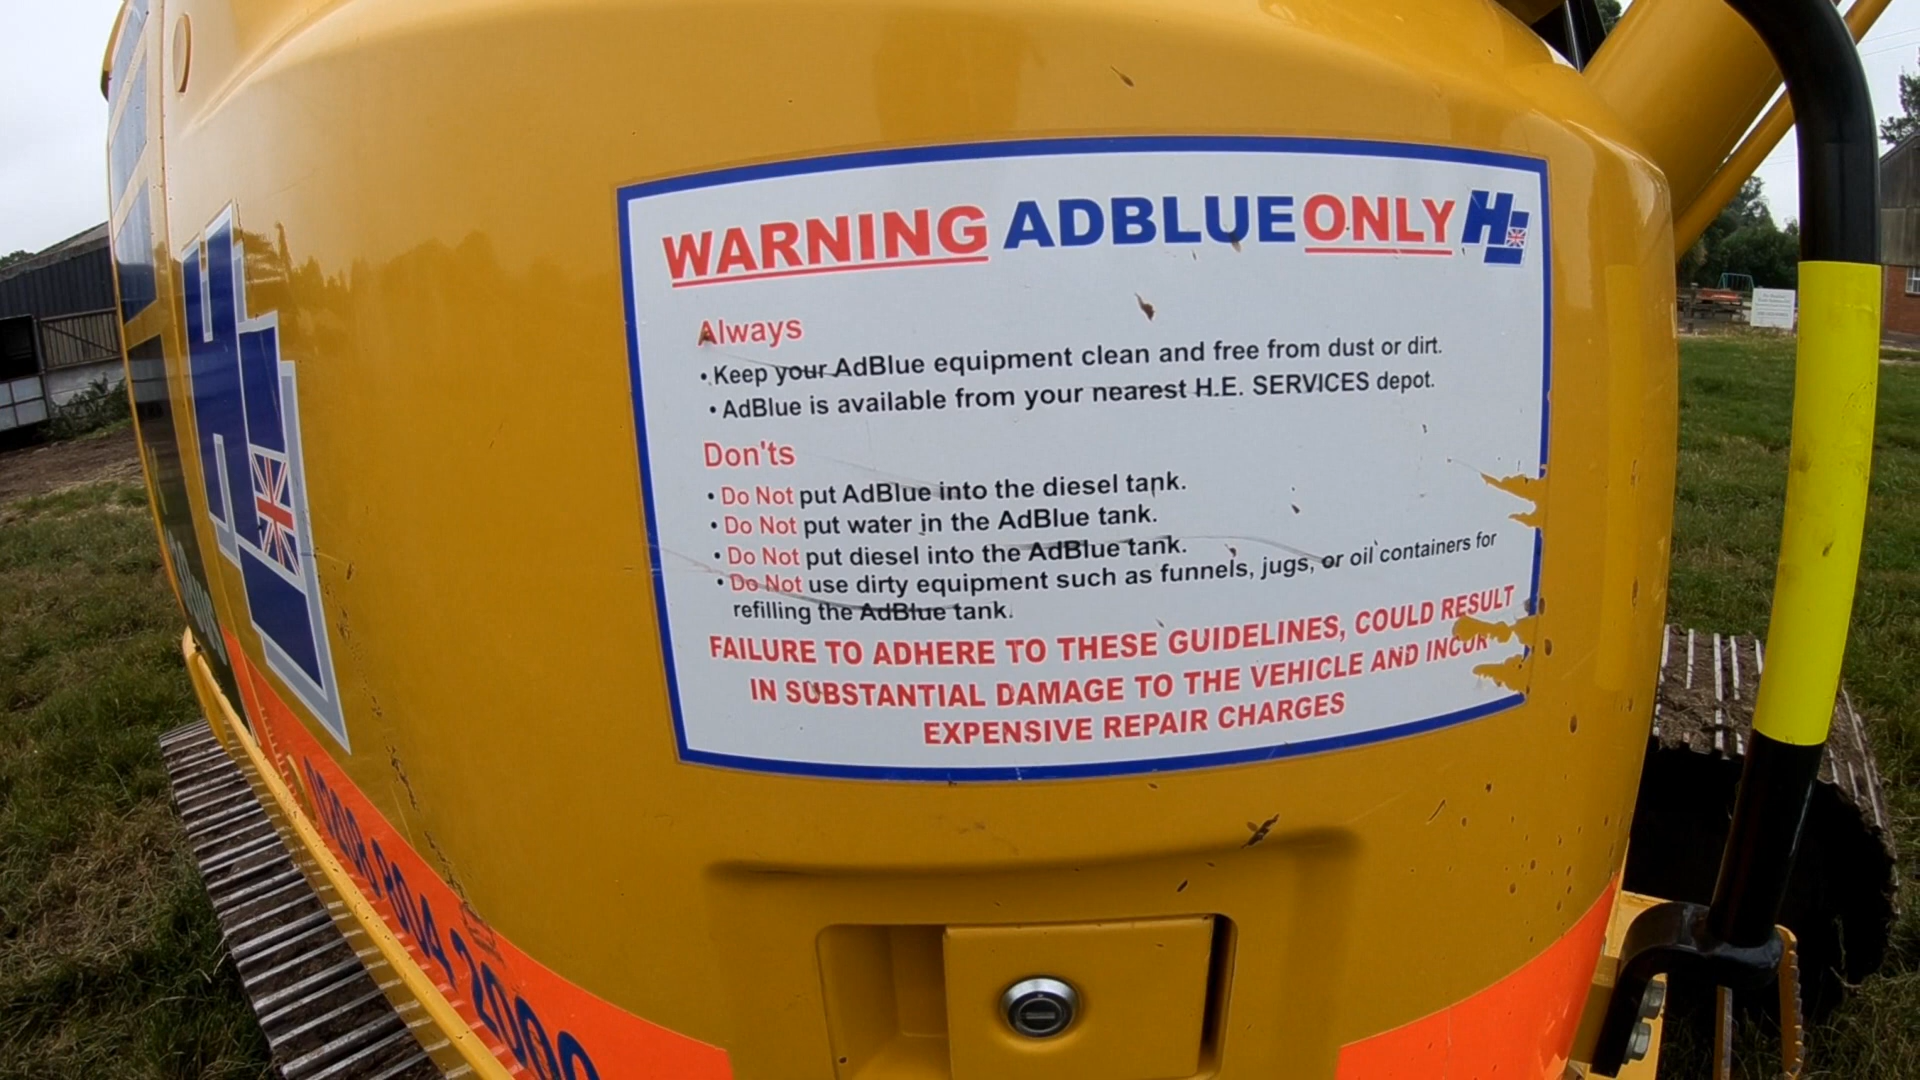 WARNING ADBLUE ONLY HE
Always
• Keep your AdBlue equipment clean and free from dust or dirt.
• AdBlue is available from your nearest H.E. SERVICES depot.
Don'ts
• Do Not put AdBlue into the diesel tank.
• Do Not put water in the AdBlue tank.
• Do Not put diesel into the AdBlue tank.
• Do Not use dirty equipment such as funnels, jugs, or oil containers for
refilling the AdBlue tank.
FAILURE TO ADHERE TO THESE GUIDELINES, COULD RESULT
IN SUBSTANTIAL DAMAGE TO THE VEHICLE AND INCUR
EXPENSIVE REPAIR CHARGES
804 2000